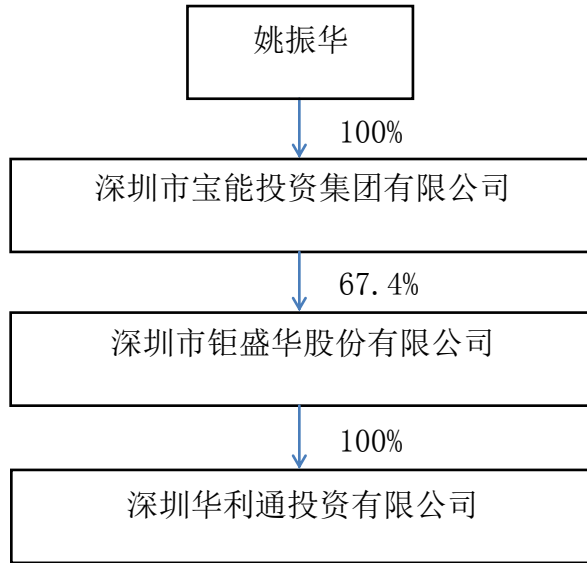 姚振华
100%
深圳市宝能投资集团有限公司
67.4%
深圳市钜盛华股份有限公司
100%
深圳华利通投资有限公司